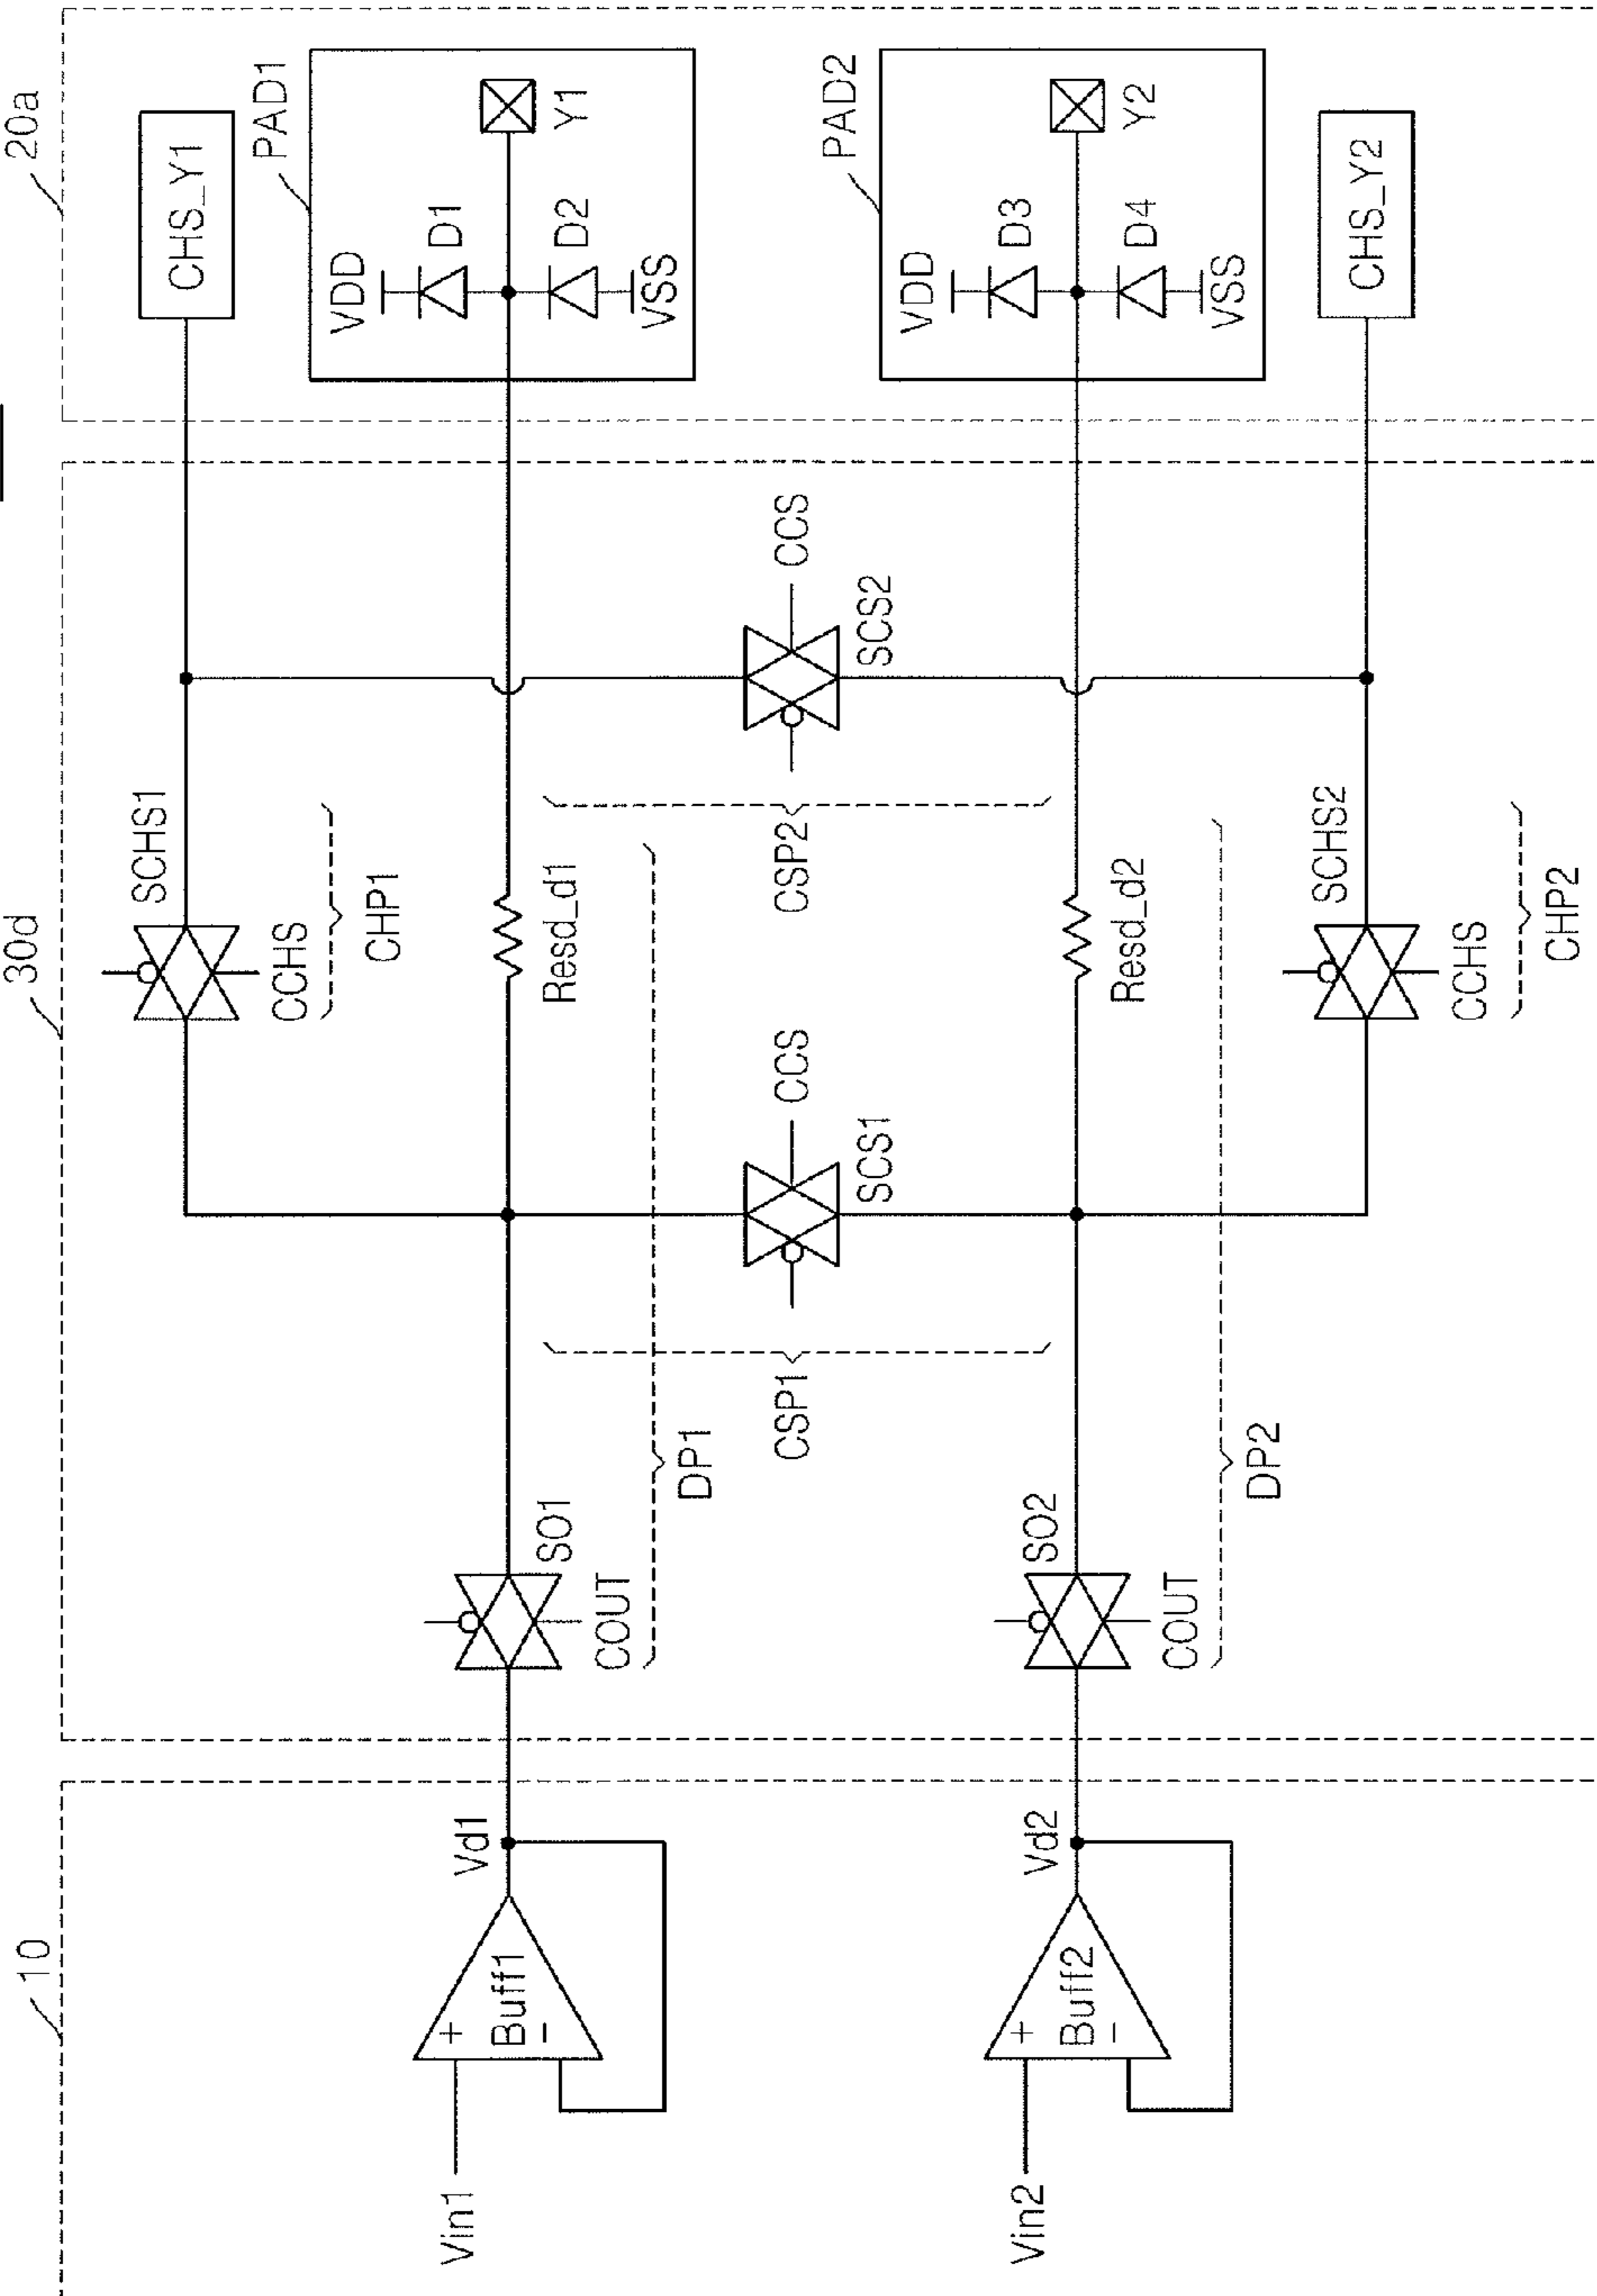 10
30d
20a
CHS_Y1
SCHS1
CCHS
CHP1
PAD1
VDD
D1
D2
VSS
Y1
Vin1
+
Buff1
−
Vd1
SO1
COUT
DP1
Resd_d1
CSP1
SCS1
CCS
CSP2
SCS2
CCS
PAD2
VDD
D3
D4
VSS
Y2
Vin2
+
Buff2
−
Vd2
SO2
COUT
DP2
Resd_d2
SCHS2
CCHS
CHP2
CHS_Y2